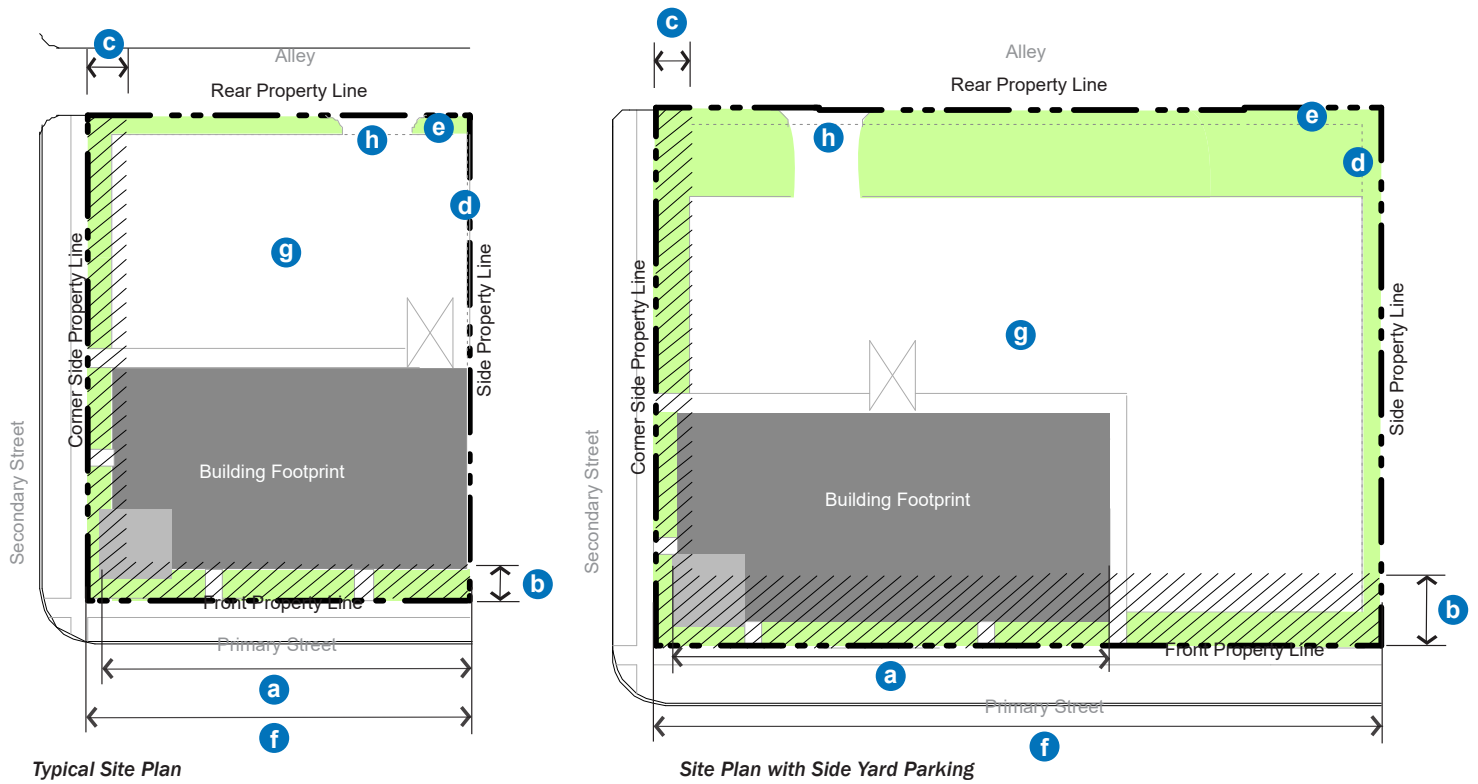 c
Alley
Rear Property Line
e
h
d
g
Corner Side Property Line
Side Property Line
Secondary Street
Building Footprint
b
Front Property Line
Primary Street
a
f
Typical Site Plan
c
Alley
Rear Property Line
e
h
d
g
Corner Side Property Line
Side Property Line
Secondary Street
Building Footprint
b
Front Property Line
a
Primary Street
f
Site Plan with Side Yard Parking